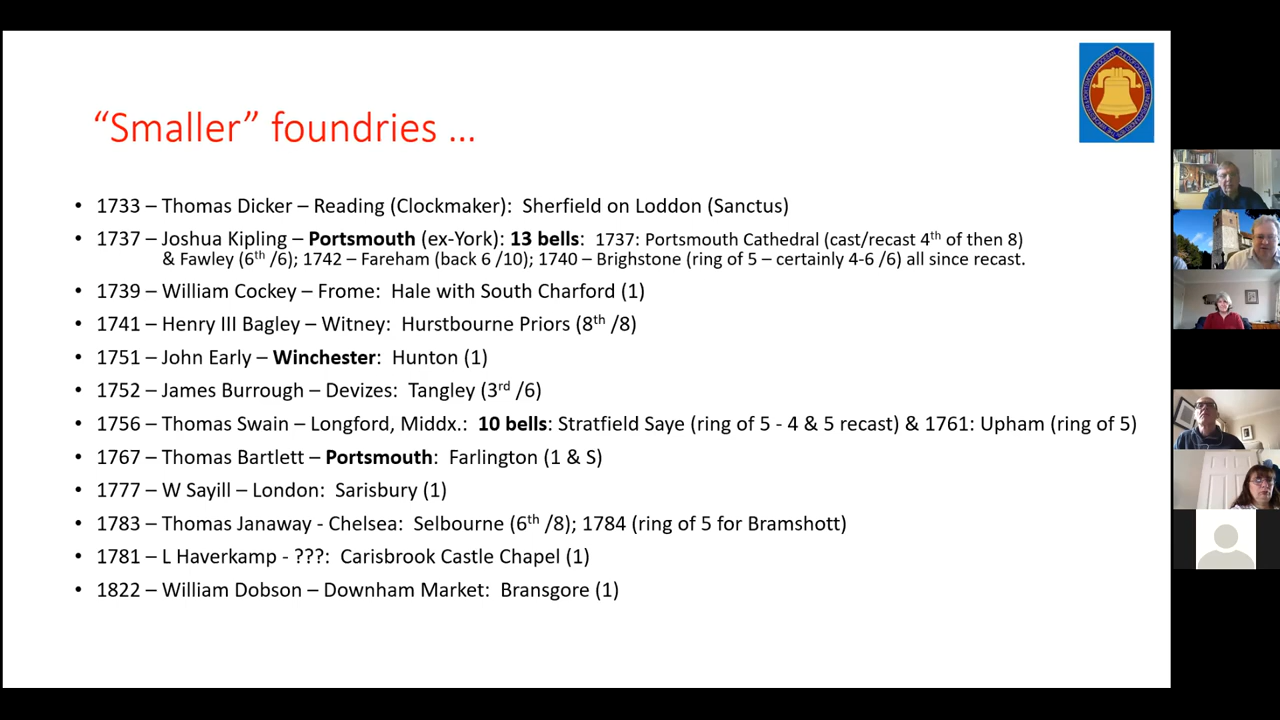 “Smaller” foundries ...
• 1733 – Thomas Dicker – Reading (Clockmaker): Sherfield on Loddon (Sanctus)
• 1737 – Joshua Kipling – Portsmouth (ex-York): 13 bells: 1737: Portsmouth Cathedral (cast/recast 4th of then 8)
& Fawley (6th /6); 1742 – Fareham (back 6 /10); 1740 – Brighstone (ring of 5 – certainly 4-6 /6) all since recast.
• 1739 – William Cockey – Frome: Hale with South Charford (1)
• 1741 – Henry III Bagley – Witney: Hurstbourne Priors (8th /8)
• 1751 – John Early – Winchester: Hunton (1)
• 1752 – James Burrough – Devizes: Tangley (3rd /6)
• 1756 – Thomas Swain – Longford, Middx.: 10 bells: Stratfield Saye (ring of 5 - 4 & 5 recast) & 1761: Upham (ring of 5)
• 1767 – Thomas Bartlett – Portsmouth: Farlington (1 & S)
• 1777 – W Sayill – London: Sarisbury (1)
• 1783 – Thomas Janaway - Chelsea: Selbourne (6th /8); 1784 (ring of 5 for Bramshott)
• 1781 – L Haverkamp - ???: Carisbrook Castle Chapel (1)
• 1822 – William Dobson – Downham Market: Bransgore (1)